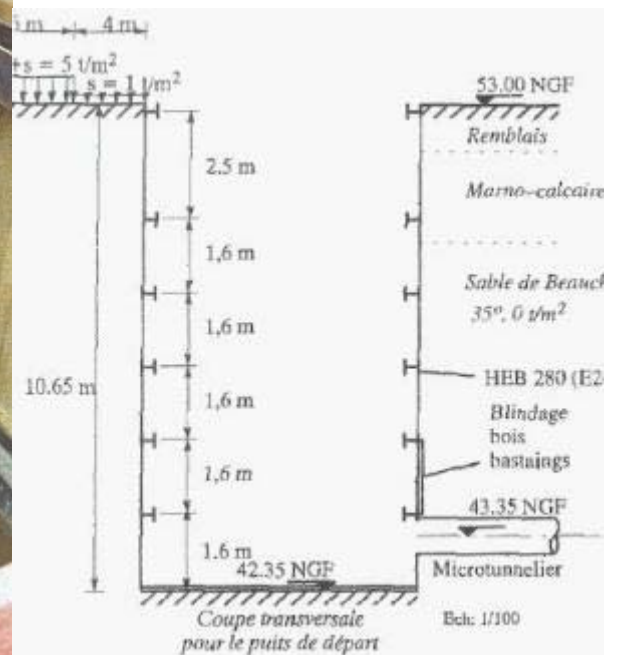 5 m
4 m
+s = 5 t/m²
s = 1 t/m²
53.00 NGF
Remblais
2.5 m
Marno-calcaire
1,6 m
Sable de Beauch
35°, 0 t/m²
1,6 m
10.65 m
HEB 280 (E2
1,6 m
Blindage
bois
bastaings
1,6 m
43.35 NGF
1.6 m
42.35 NGF
Microtunnelier
Coupe transversale
pour le puits de départ
Ech: 1/100